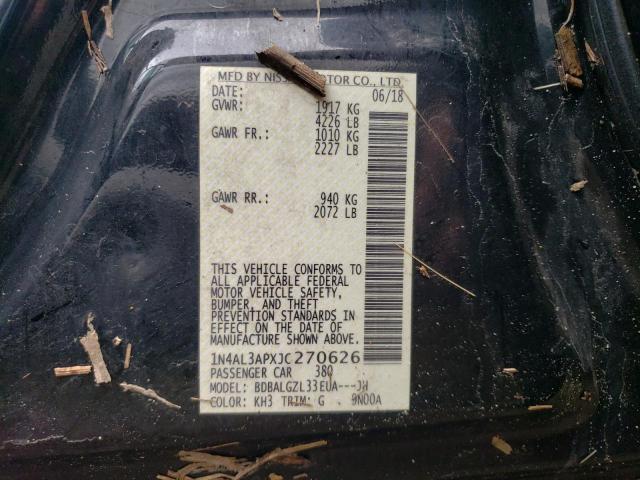 MFD BY NISS TOR CO., LTD.
DATE: 06/18
GVWR: 1917 KG
4226 LB
GAWR FR.: 1010 KG
2227 LB
GAWR RR.: 940 KG
2072 LB
THIS VEHICLE CONFORMS TO
ALL APPLICABLE FEDERAL
MOTOR VEHICLE SAFETY,
BUMPER, AND THEFT
PREVENTION STANDARDS IN
EFFECT ON THE DATE OF
MANUFACTURE SHOWN ABOVE.
1N4AL3APXJC270626
PASSENGER CAR 380
MODEL: BDBALGZL33EUA---JH
COLOR: KH3 TRIM: G 9N00A